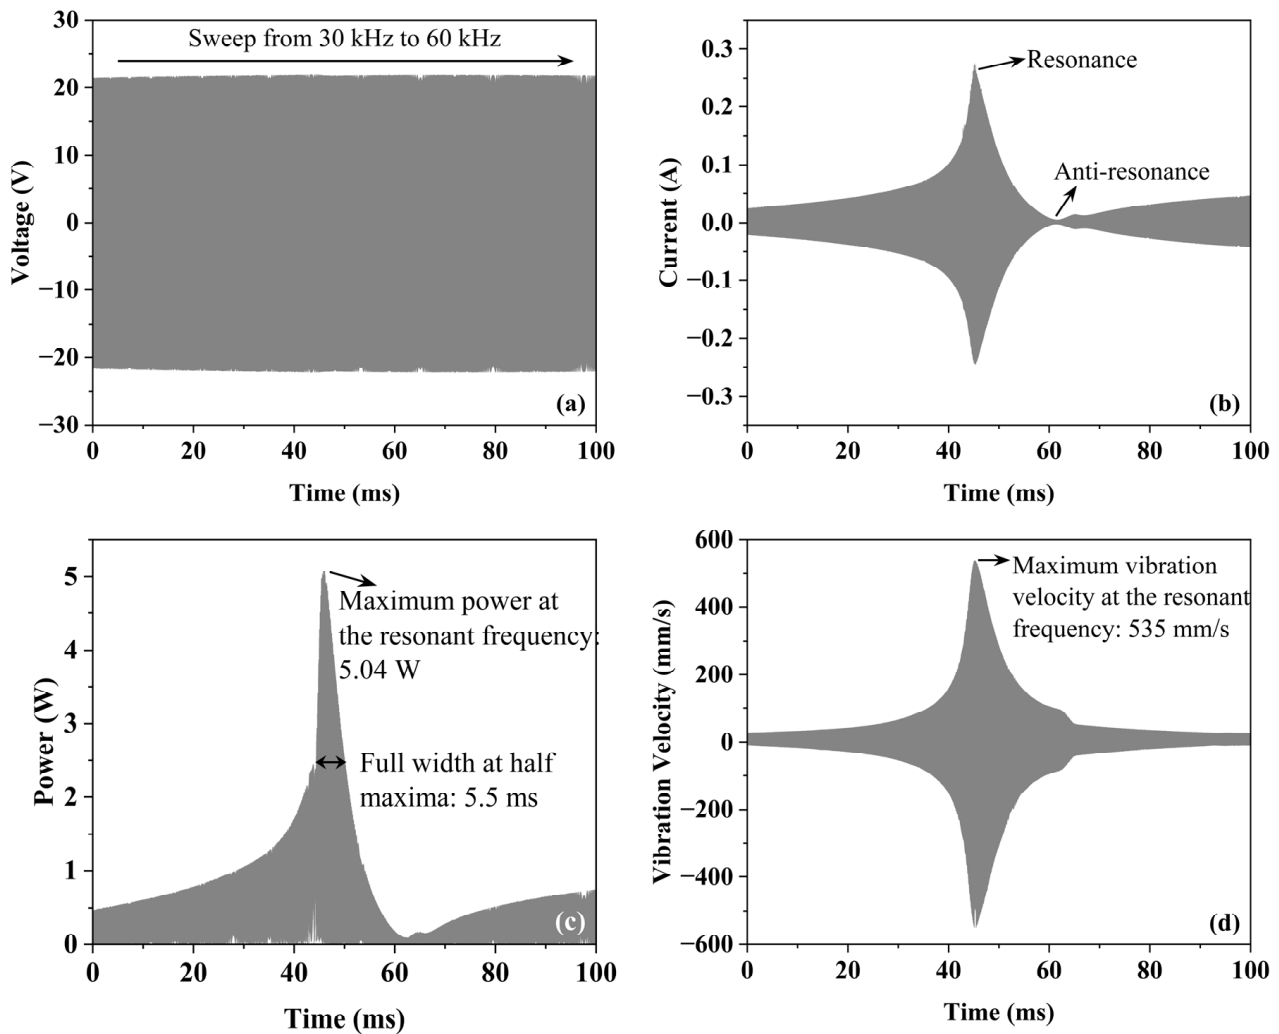 30
20
10
0
−10
−20
−30
Voltage (V)
Sweep from 30 kHz to 60 kHz
(a)
0
20
40
60
80
100
Time (ms)
0.3
0.2
0.1
0.0
−0.1
−0.2
−0.3
Current (A)
Resonance
Anti-resonance
(b)
0
20
40
60
80
100
Time (ms)
5
4
3
2
1
0
Power (W)
Maximum power at
the resonant frequency:
5.04 W
Full width at half
maxima: 5.5 ms
(c)
0
20
40
60
80
100
Time (ms)
600
400
200
0
−200
−400
−600
Vibration Velocity (mm/s)
Maximum vibration
velocity at the resonant
frequency: 535 mm/s
(d)
0
20
40
60
80
100
Time (ms)